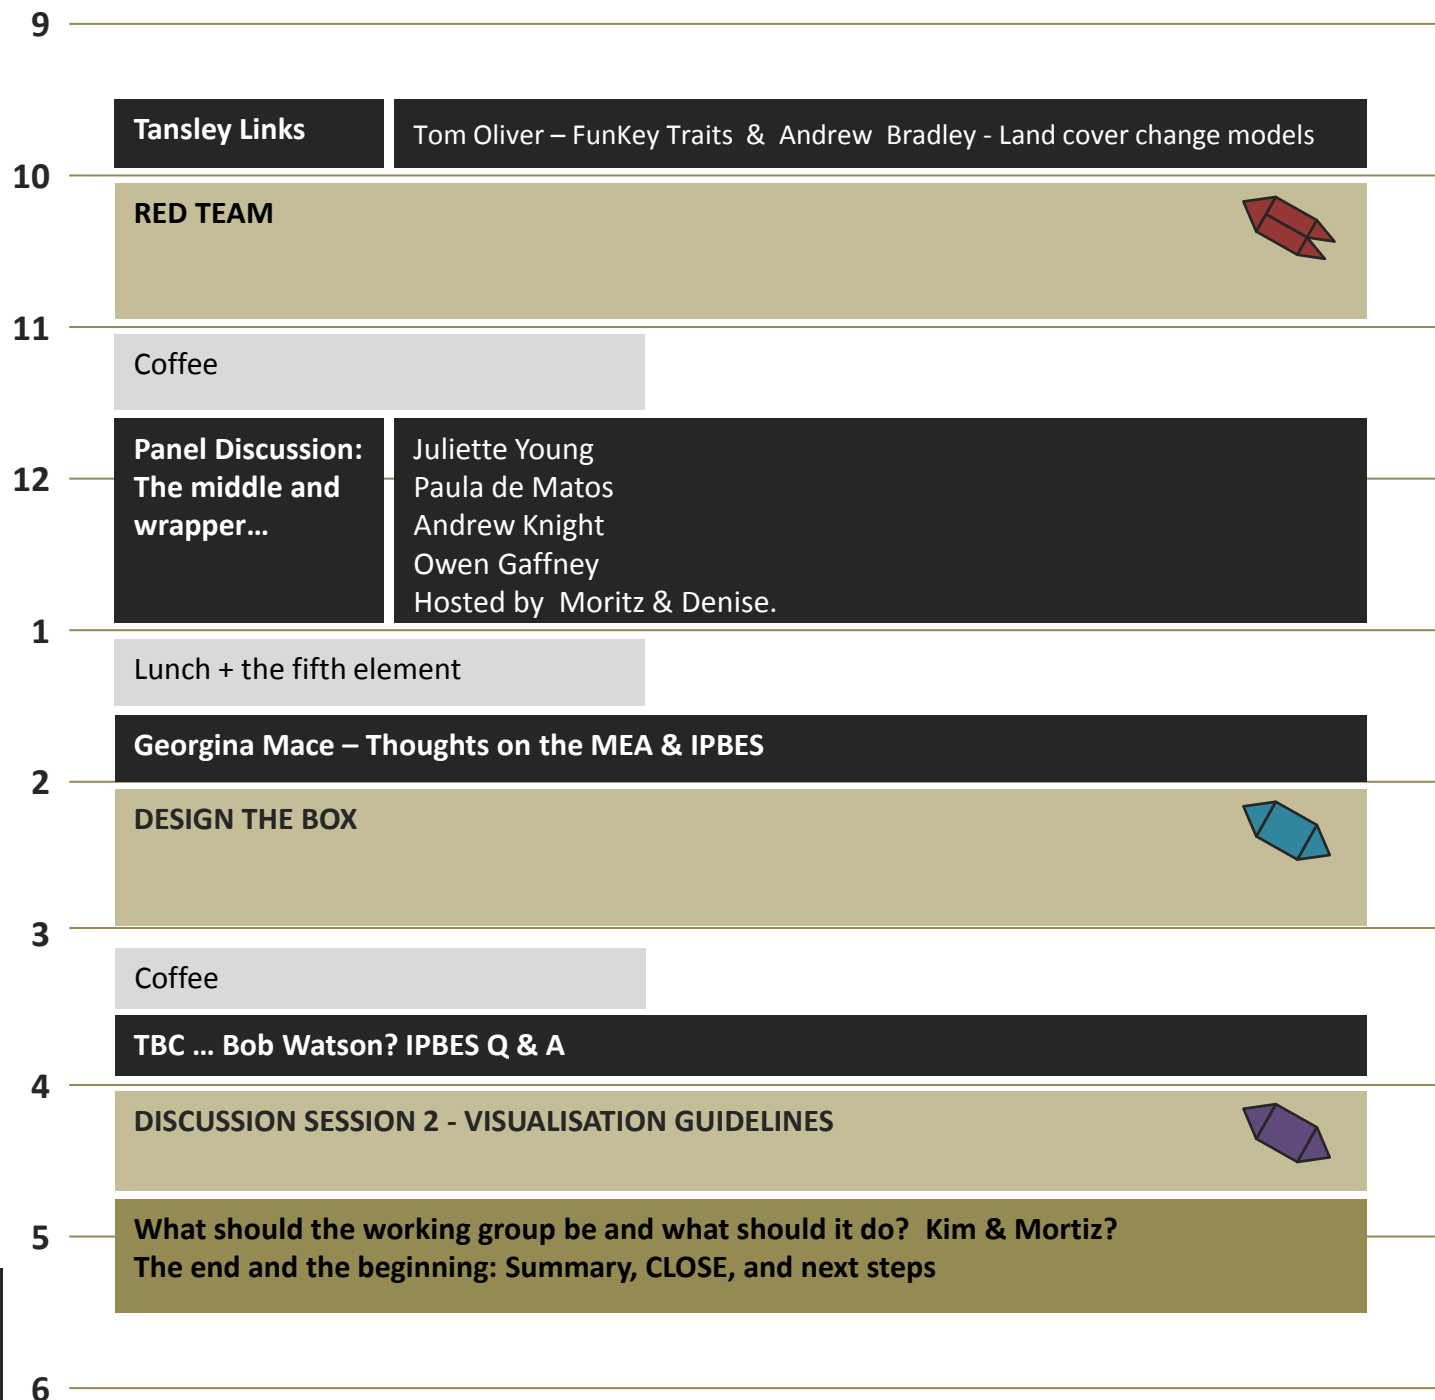 9
Tansley Links
Tom Oliver – FunKey Traits & Andrew Bradley - Land cover change models
10
RED TEAM
11
Coffee
Panel Discussion:
The middle and
wrapper…
12
Juliette Young
Paula de Matos
Andrew Knight
Owen Gaffney
Hosted by Moritz & Denise.
1
Lunch + the fifth element
Georgina Mace – Thoughts on the MEA & IPBES
2
DESIGN THE BOX
3
Coffee
TBC … Bob Watson? IPBES Q & A
4
DISCUSSION SESSION 2 - VISUALISATION GUIDELINES
5
What should the working group be and what should it do? Kim & Mortiz?
The end and the beginning: Summary, CLOSE, and next steps
6